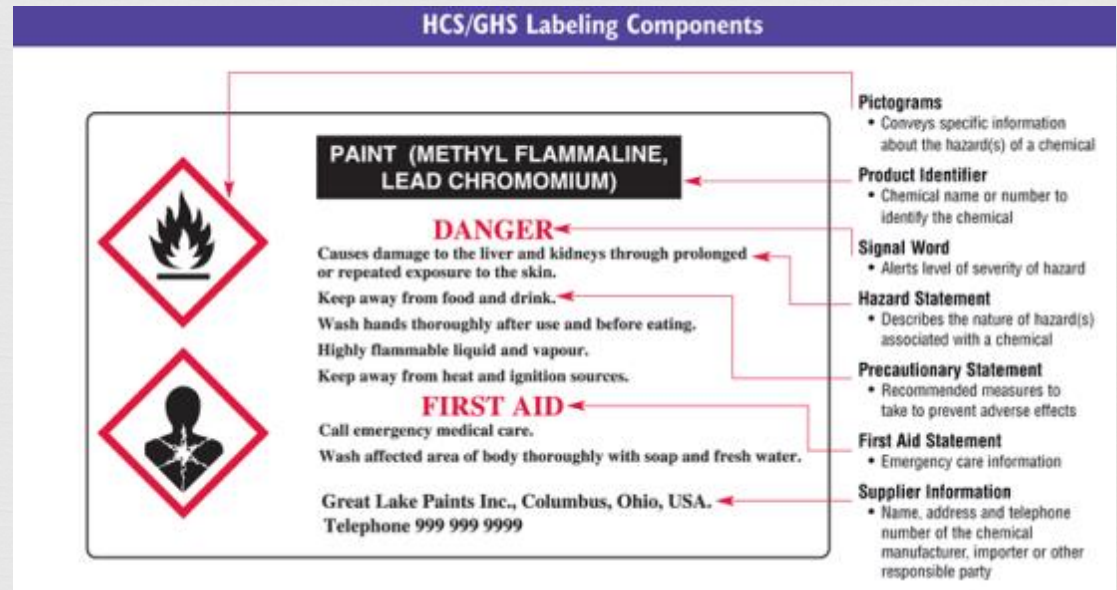 HCS/GHS Labeling Components
PAINT (METHYL FLAMMALINE,
LEAD CHROMOMIUM)
DANGER
Causes damage to the liver and kidneys through prolonged
or repeated exposure to the skin.
Keep away from food and drink.
Wash hands thoroughly after use and before eating.
Highly flammable liquid and vapour.
Keep away from heat and ignition sources.
FIRST AID
Call emergency medical care.
Wash affected area of body thoroughly with soap and fresh water.
Great Lake Paints Inc., Columbus, Ohio, USA.
Telephone 999 999 9999
Pictograms
• Conveys specific information
about the hazard(s) of a chemical
Product Identifier
• Chemical name or number to
identify the chemical
Signal Word
• Alerts level of severity of hazard
Hazard Statement
• Describes the nature of hazard(s)
associated with a chemical
Precautionary Statement
• Recommended measures to
take to prevent adverse effects
First Aid Statement
• Emergency care information
Supplier Information
• Name, address and telephone
number of the chemical
manufacturer, importer or other
responsible party